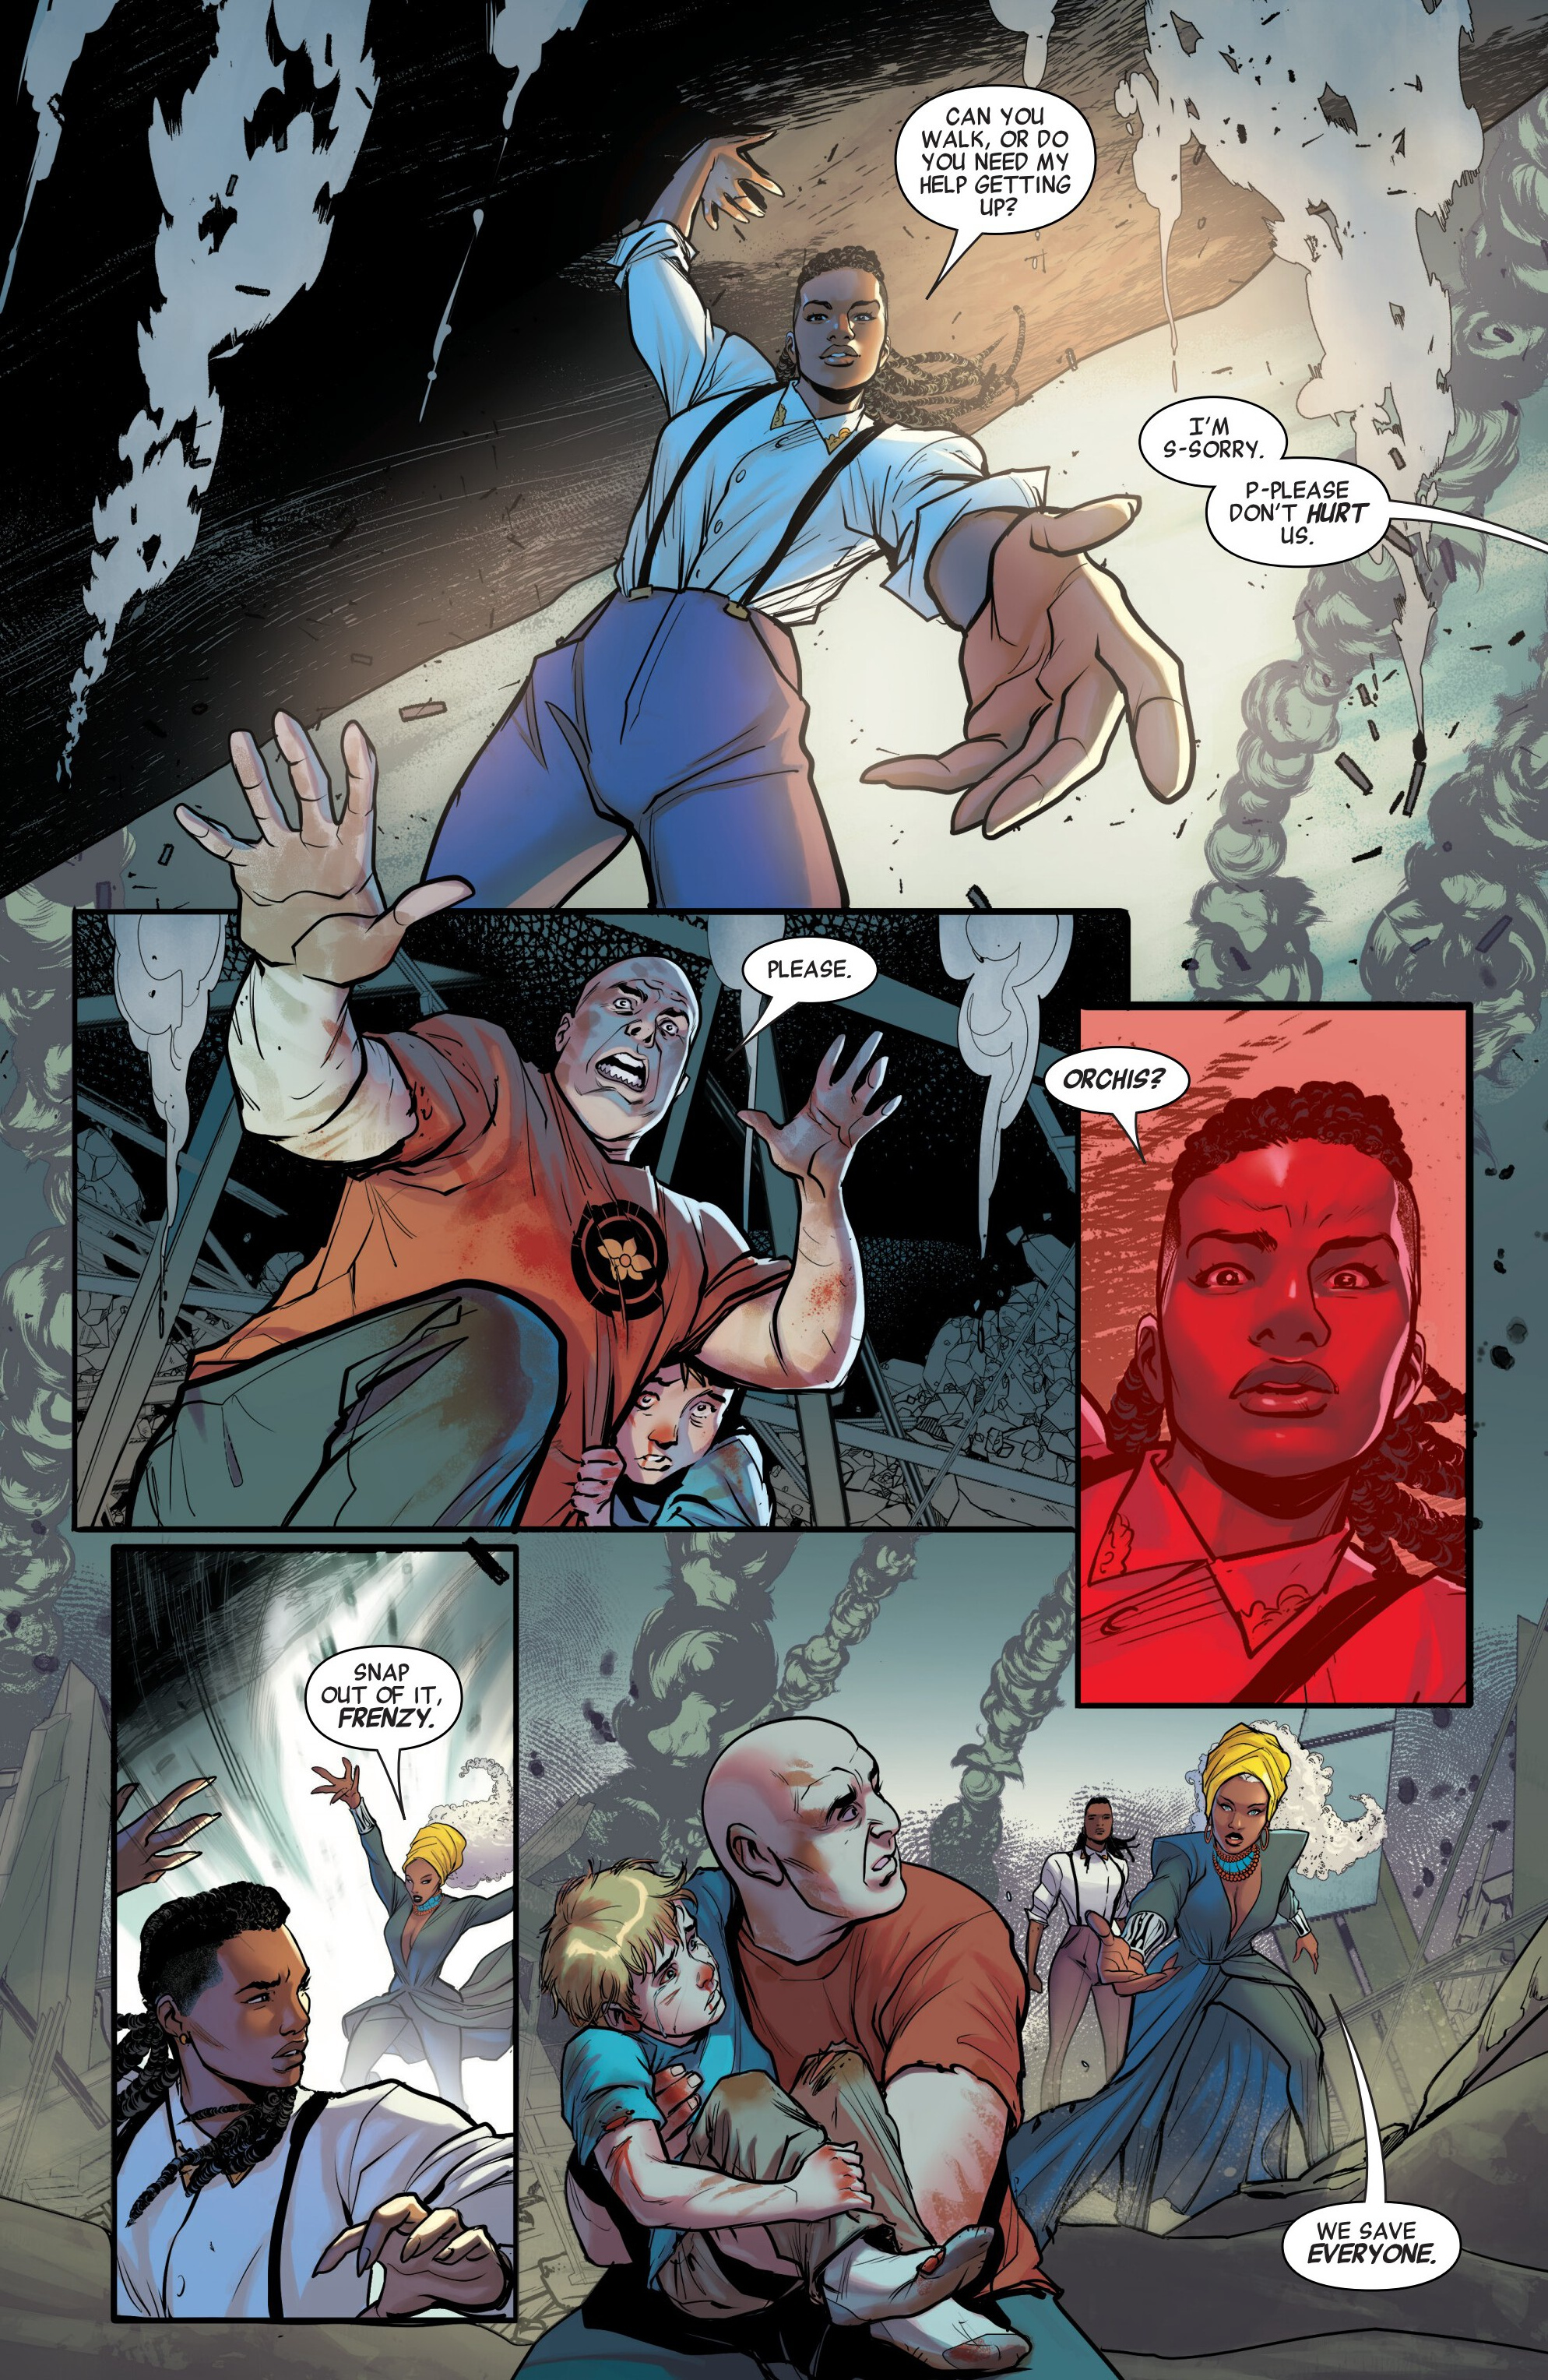 CAN YOU
WALK, OR DO
YOU NEED MY
HELP GETTING
UP?
I'M
S-SORRY.
P-PLEASE
DON'T HURT
US.
PLEASE.
ORCHIS?
SNAP
OUT OF IT,
FRENZY.
WE SAVE
EVERYONE.